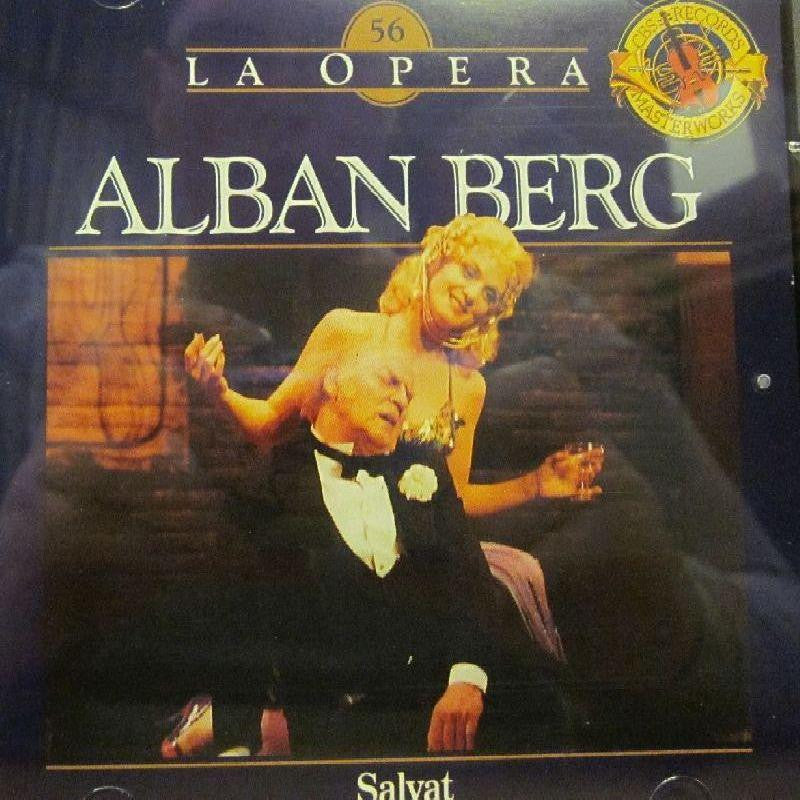 56
LA OPERA
CBS RECORDS
MASTERWORKS
ALBAN BERG
Salvat